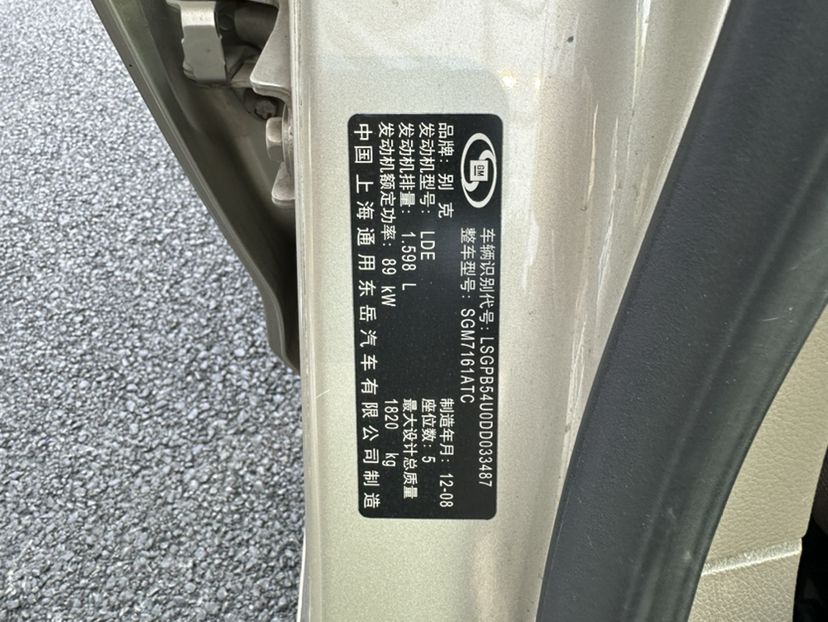 GM
车辆识别代号: LSGPB54U0DD033487
整车型号: SGM7161ATC
品牌: 别 克 制造年月: 12-08
发动机型号: LDE 座位数: 5
发动机排量: 1.598 L 最大设计总质量
发动机额定功率: 89 kW 1820 kg
中国 上海通用东岳汽车有限公司制造